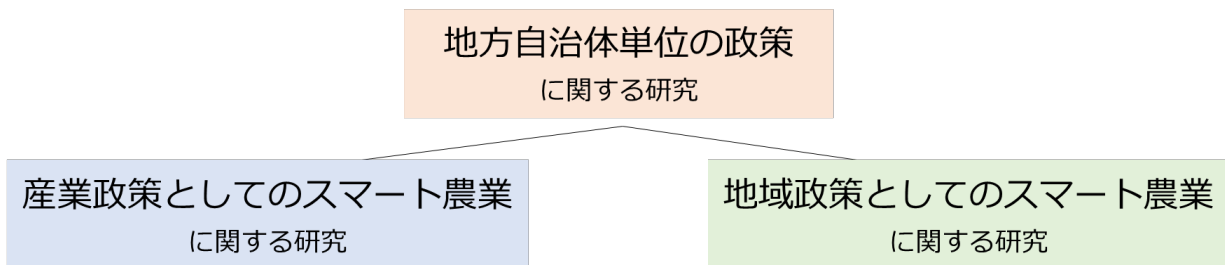 地方自治体単位の政策
に関する研究
産業政策としてのスマート農業
に関する研究
地域政策としてのスマート農業
に関する研究